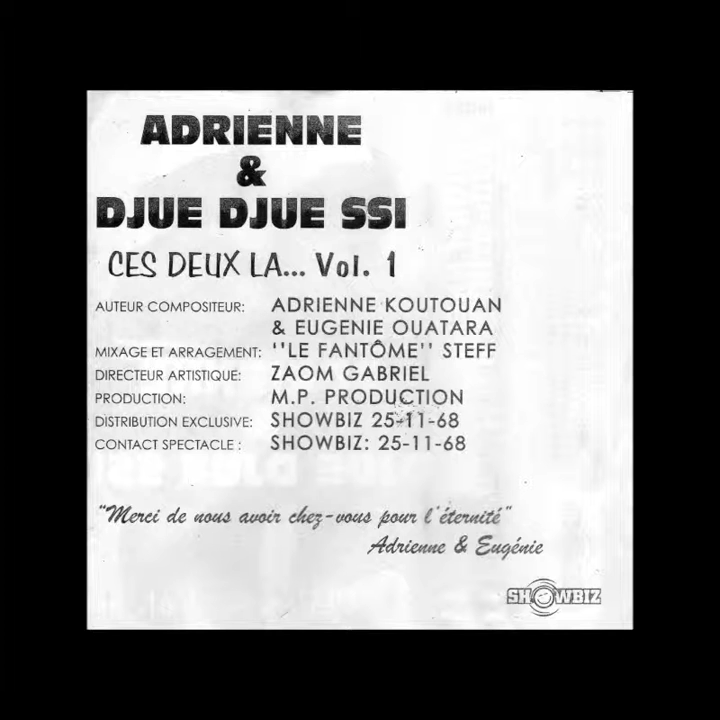 ADRIENNE
&
DJUE DJUE SSI
CES DEUX LA... Vol. 1
AUTEUR COMPOSITEUR: ADRIENNE KOUTOUAN
& EUGENIE OUATARA
MIXAGE ET ARRAGEMENT: ''LE FANTÔME'' STEFF
DIRECTEUR ARTISTIQUE: ZAOM GABRIEL
PRODUCTION: M.P. PRODUCTION
DISTRIBUTION EXCLUSIVE: SHOWBIZ 25-11-68
CONTACT SPECTACLE : SHOWBIZ: 25-11-68
"Merci de nous avoir chez-vous pour l'éternité"
Adrienne & Eugénie
SHOWBIZ